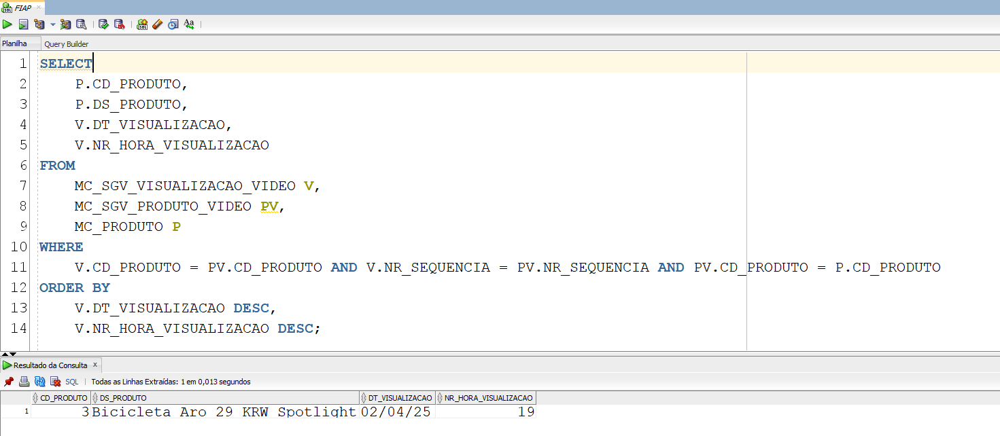 FIAP
Planilha Query Builder
1 SELECT
2 P.CD_PRODUTO,
3 P.DS_PRODUTO,
4 V.DT_VISUALIZACAO,
5 V.NR_HORA_VISUALIZACAO
6 FROM
7 MC_SGV_VISUALIZACAO_VIDEO V,
8 MC_SGV_PRODUTO_VIDEO PV,
9 MC_PRODUTO P
10 WHERE
11 V.CD_PRODUTO = PV.CD_PRODUTO AND V.NR_SEQUENCIA = PV.NR_SEQUENCIA AND PV.CD_PRODUTO = P.CD_PRODUTO
12 ORDER BY
13 V.DT_VISUALIZACAO DESC,
14 V.NR_HORA_VISUALIZACAO DESC;
Resultado da Consulta x
SQL | Todas as Linhas Extraídas: 1 em 0,013 segundos
CD_PRODUTO DS_PRODUTO DT_VISUALIZACAO NR_HORA_VISUALIZACAO
1 3 Bicicleta Aro 29 KRW Spotlight 02/04/25 19